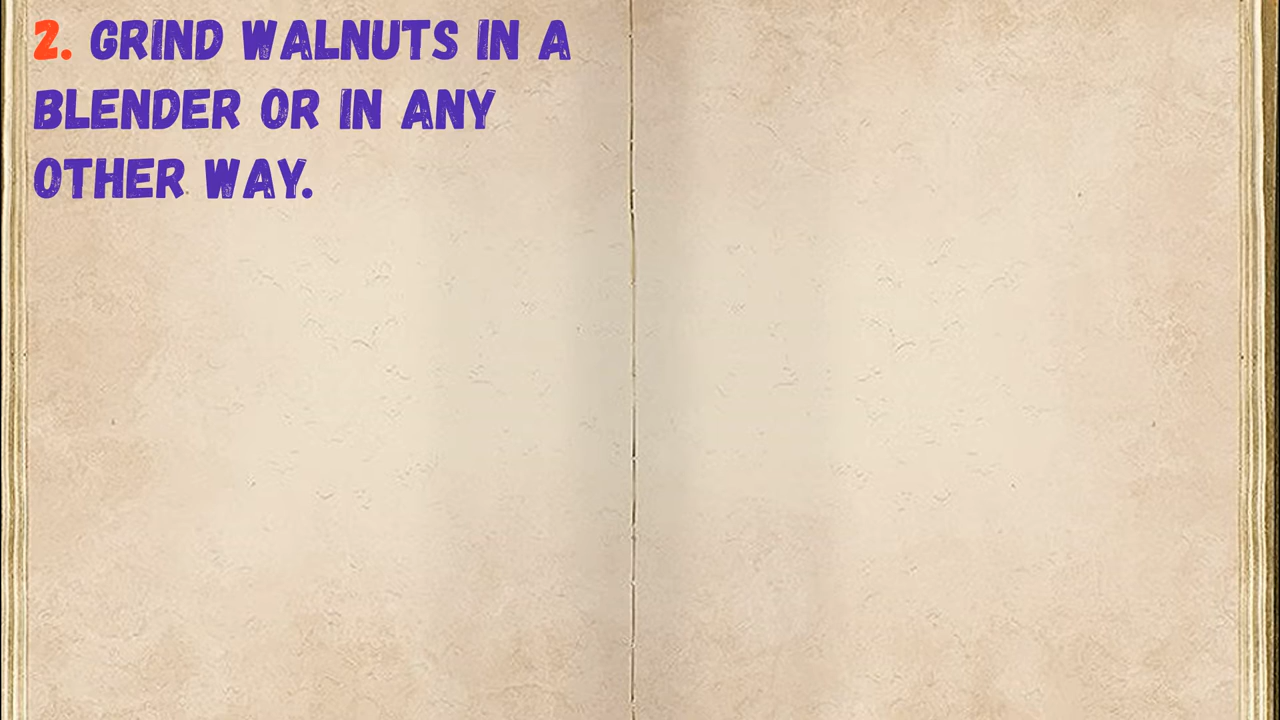 2. GRIND WALNUTS IN A
BLENDER OR IN ANY
OTHER WAY.